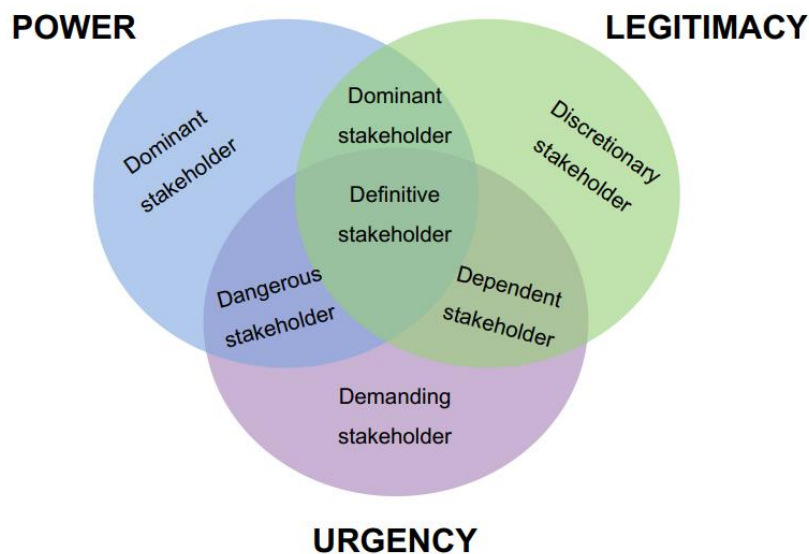 POWER
LEGITIMACY
Dominant
stakeholder
Dominant
stakeholder
Discretionary
stakeholder
Definitive
stakeholder
Dangerous
stakeholder
Dependent
stakeholder
Demanding
stakeholder
URGENCY